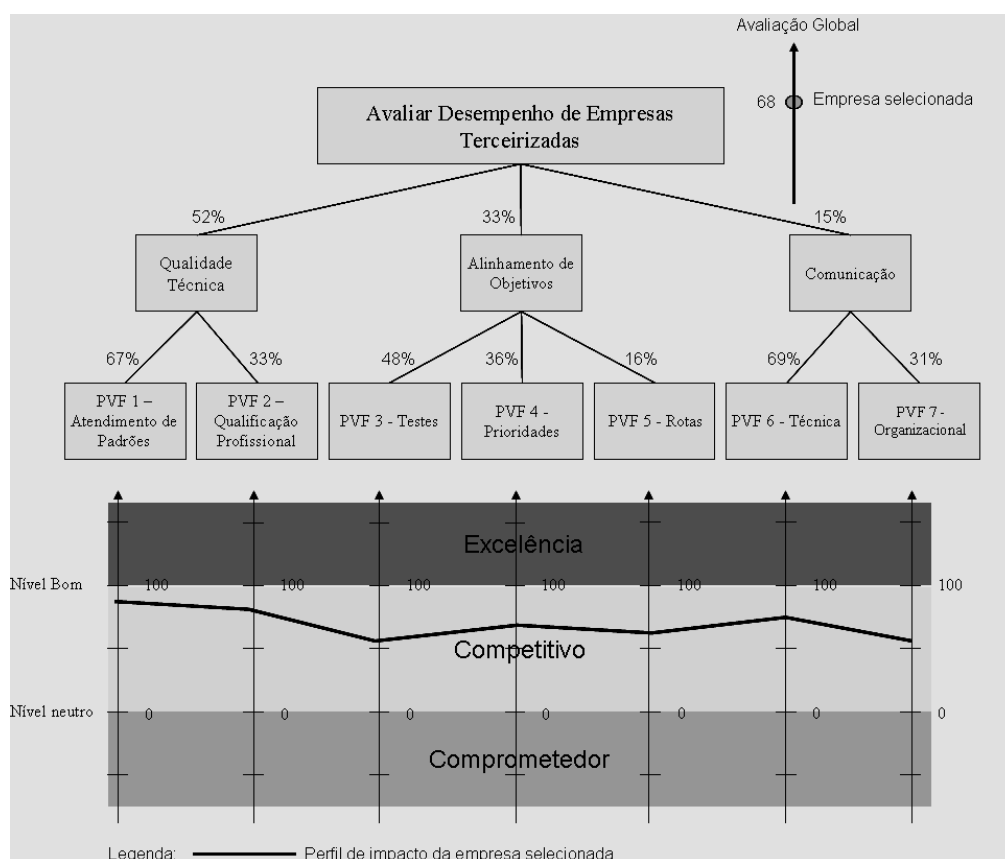 Avaliação Global
68
Empresa selecionada
Avaliar Desempenho de Empresas
Terceirizadas
52%
33%
15%
Qualidade
Técnica
Alinhamento de
Objetivos
Comunicação
67%
33%
48%
36%
16%
69%
31%
PVF 1 –
Atendimento de
Padrões
PVF 2 –
Qualificação
Profissional
PVF 3 - Testes
PVF 4 -
Prioridades
PVF 5 - Rotas
PVF 6 - Técnica
PVF 7 -
Organizacional
Excelência
Nível Bom
100
100
100
100
100
100
100
Competitivo
Nível neutro
0
0
0
0
0
0
0
Comprometedor
Legenda:
Perfil de impacto da empresa selecionada